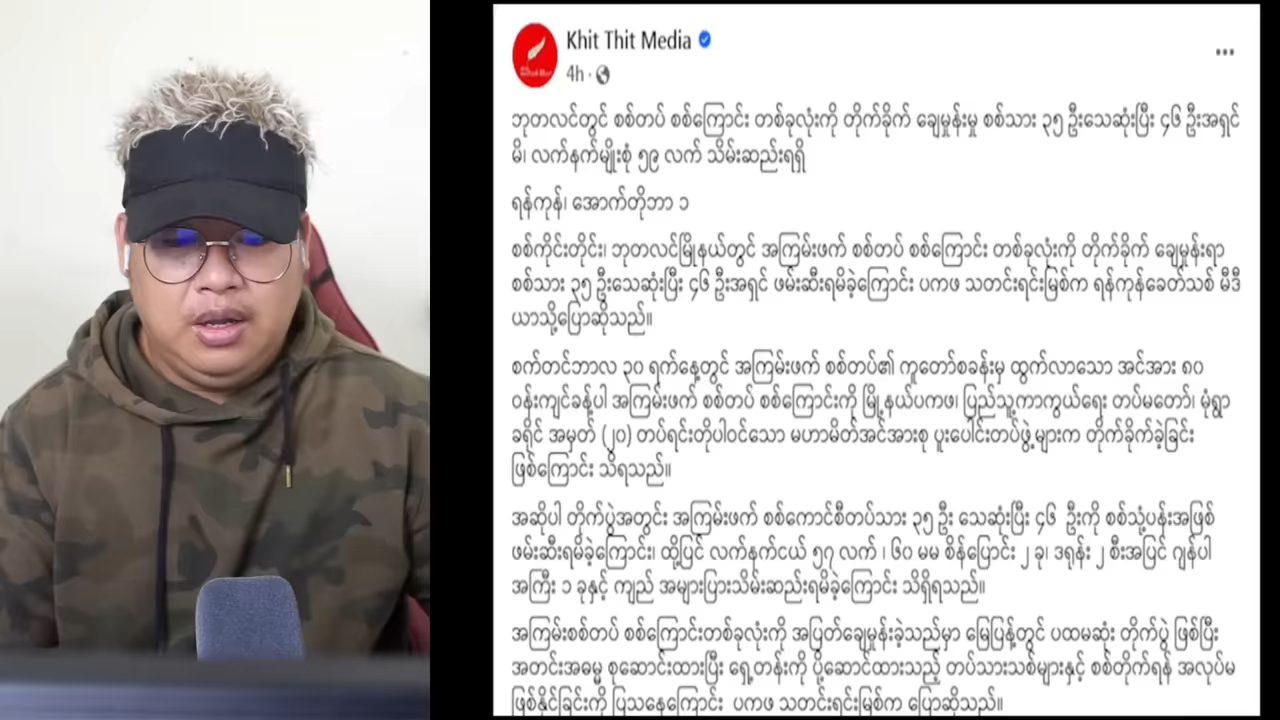 Khit Thit Media
4h
ဘုတလင်တွင် စစ်တပ် စစ်ကြောင်း တစ်ခုလုံးကို တိုက်ခိုက် ချေမှုန်းမှု စစ်သား ၃၅ ဦးသေဆုံးပြီး ၄၆ ဦးအရှင်
မိ၊ လက်နက်မျိုးစုံ ၅၉ လက် သိမ်းဆည်းရရှိ
ရန်ကုန်၊ အောက်တိုဘာ ၁
စစ်ကိုင်းတိုင်း၊ ဘုတလင်မြို့နယ်တွင် အကြမ်းဖက် စစ်တပ် စစ်ကြောင်း တစ်ခုလုံးကို တိုက်ခိုက် ချေမှုန်းရာ
စစ်သား ၃၅ ဦးသေဆုံးပြီး ၄၆ ဦးအရှင် ဖမ်းဆီးရမိခဲ့ကြောင်း ပကဖ သတင်းရင်းမြစ်က ရန်ကုန်ခေတ်သစ် မီဒီ
ယာသို့ပြောဆိုသည်။
စက်တင်ဘာလ ၃၀ ရက်နေ့တွင် အကြမ်းဖက် စစ်တပ်၏ ကူတော်စခန်းမှ ထွက်လာသော အင်အား ၈၀
ဝန်းကျင်ခန့်ပါ အကြမ်းဖက် စစ်တပ် စစ်ကြောင်းကို မြို့နယ်ပကဖ၊ ပြည်သူ့ကာကွယ်ရေး တပ်မတော်၊ မုံရွာ
ခရိုင် အမှတ် (၂၀) တပ်ရင်းတိုပါဝင်သော မဟာမိတ်အင်အားစု ပူးပေါင်းတပ်ဖွဲ့များက တိုက်ခိုက်ခဲ့ခြင်း
ဖြစ်ကြောင်း သိရသည်။
အဆိုပါ တိုက်ပွဲအတွင်း အကြမ်းဖက် စစ်ကောင်စီတပ်သား ၃၅ ဦး သေဆုံးပြီး ၄၆ ဦးကို စစ်သုံ့ပန်းအဖြစ်
ဖမ်းဆီးရမိခဲ့ကြောင်း၊ ထို့ပြင် လက်နက်ငယ် ၅၇ လက် ၊ ၆၀ မမ စိန်ပြောင်း ၂ ခု၊ ဒရုန်း ၂ စီးအပြင် ဂျန်ပါ
အကြီး ၁ ခုနှင့် ကျည် အများပြားသိမ်းဆည်းရမိခဲ့ကြောင်း သိရှိရသည်။
အကြမ်းစစ်တပ် စစ်ကြောင်းတစ်ခုလုံးကို အပြတ်ချေမှုန်းခဲ့သည်မှာ မြေပြန့်တွင် ပထမဆုံး တိုက်ပွဲ ဖြစ်ပြီး
အတင်းအဓမ္မ စုဆောင်းထားပြီး ရှေ့တန်းကို ပို့ဆောင်ထားသည့် တပ်သားသစ်များနှင့် စစ်တိုက်ရန် အလုပ်မ
ဖြစ်နိုင်ခြင်းကို ပြသနေကြောင်း ပကဖ သတင်းရင်းမြစ်က ပြောဆိုသည်။